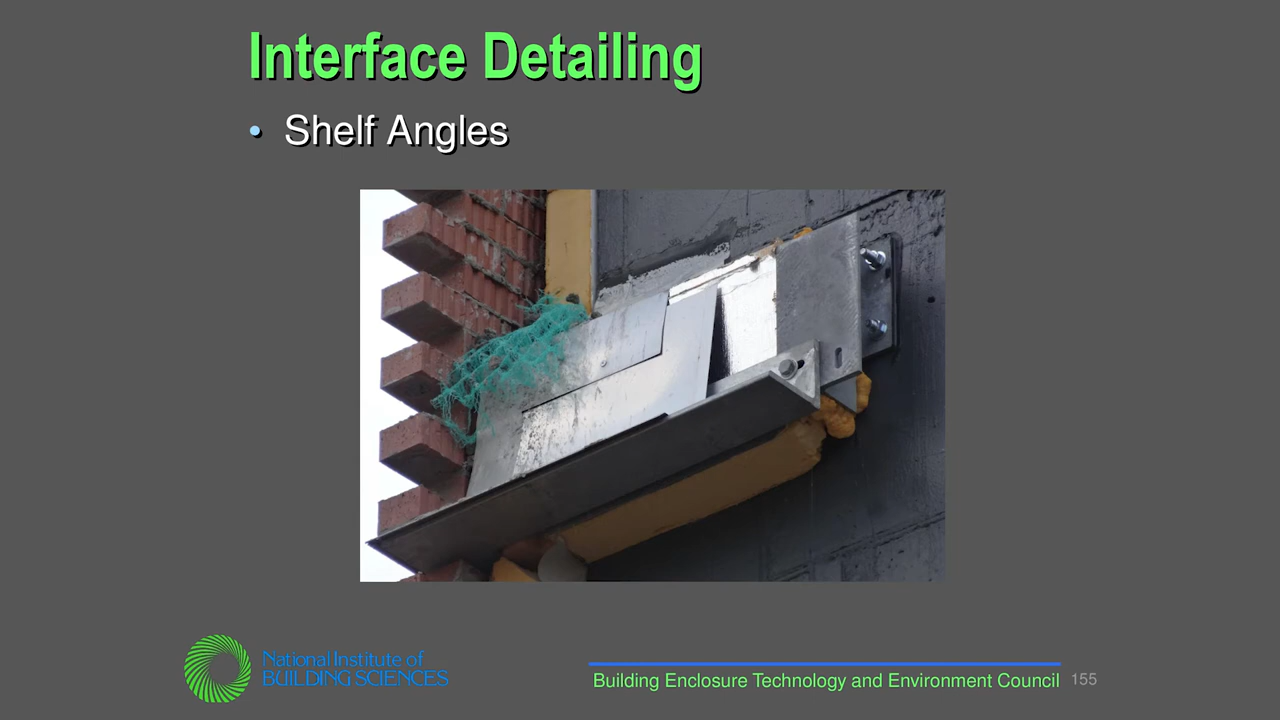 Interface Detailing
• Shelf Angles
National Institute of
BUILDING SCIENCES
Building Enclosure Technology and Environment Council
155